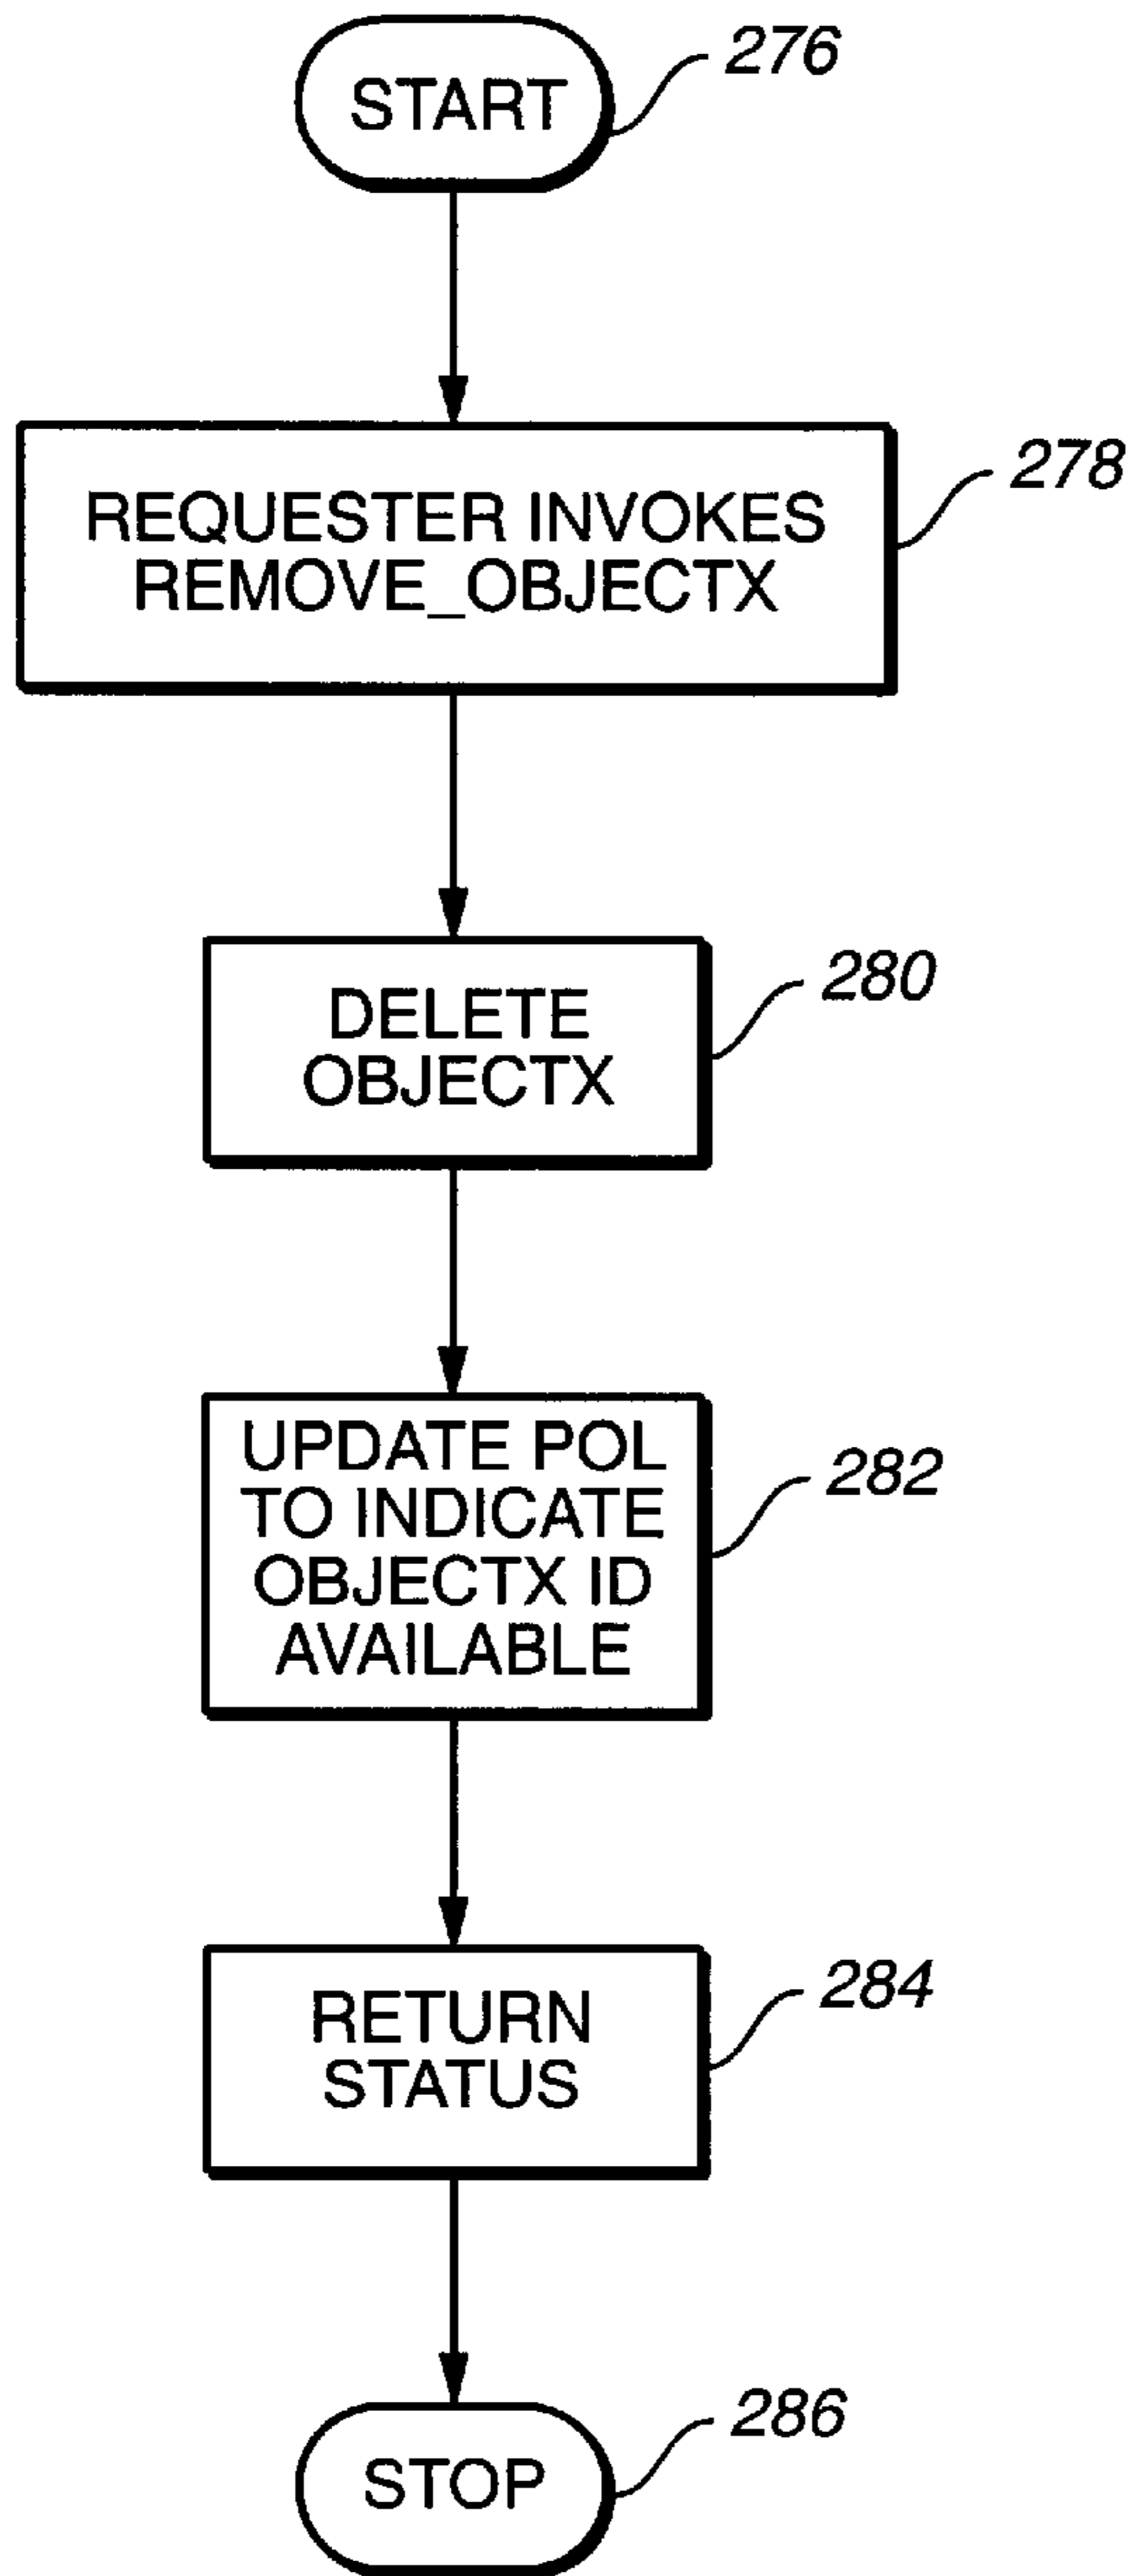 START
276
REQUESTER INVOKES
REMOVE_OBJECTX
278
DELETE
OBJECTX
280
UPDATE POL
TO INDICATE
OBJECTX ID
AVAILABLE
282
RETURN
STATUS
284
STOP
286